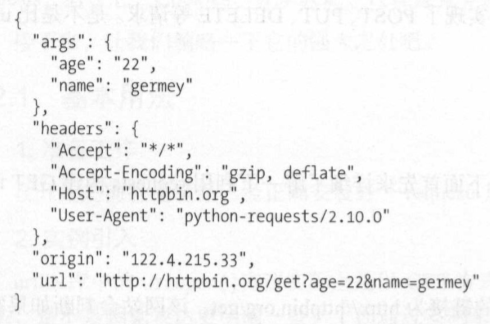 {
  "args": {
    "age": "22",
    "name": "germey"
  },
  "headers": {
    "Accept": "*/*",
    "Accept-Encoding": "gzip, deflate",
    "Host": "httpbin.org",
    "User-Agent": "python-requests/2.10.0"
  },
  "origin": "122.4.215.33",
  "url": "http://httpbin.org/get?age=22&name=germey"
}